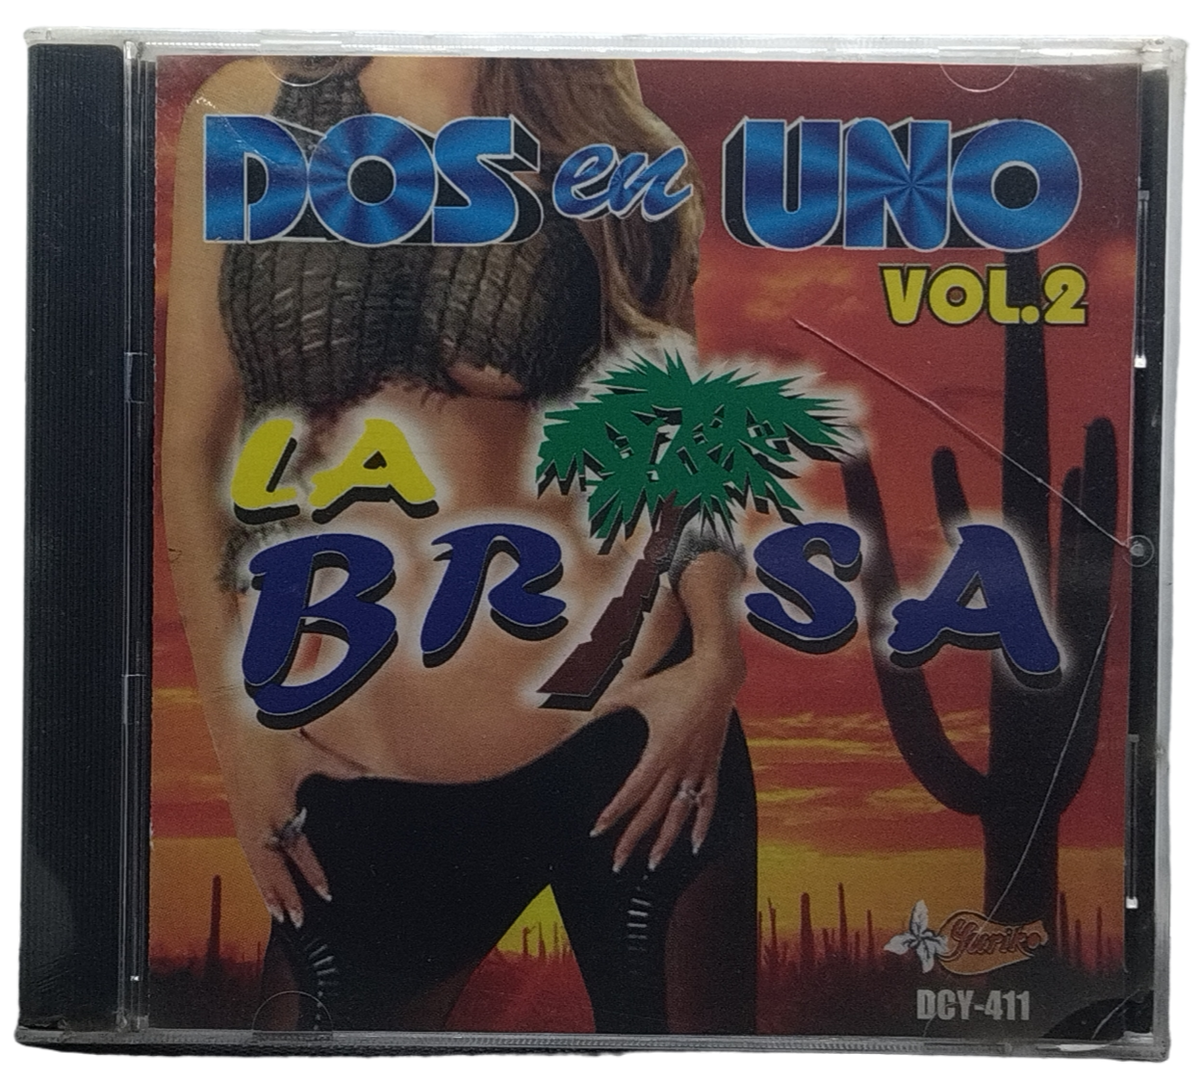 DOS en UNO
VOL.2
LA
BRISA
Yuriko
DCY-411